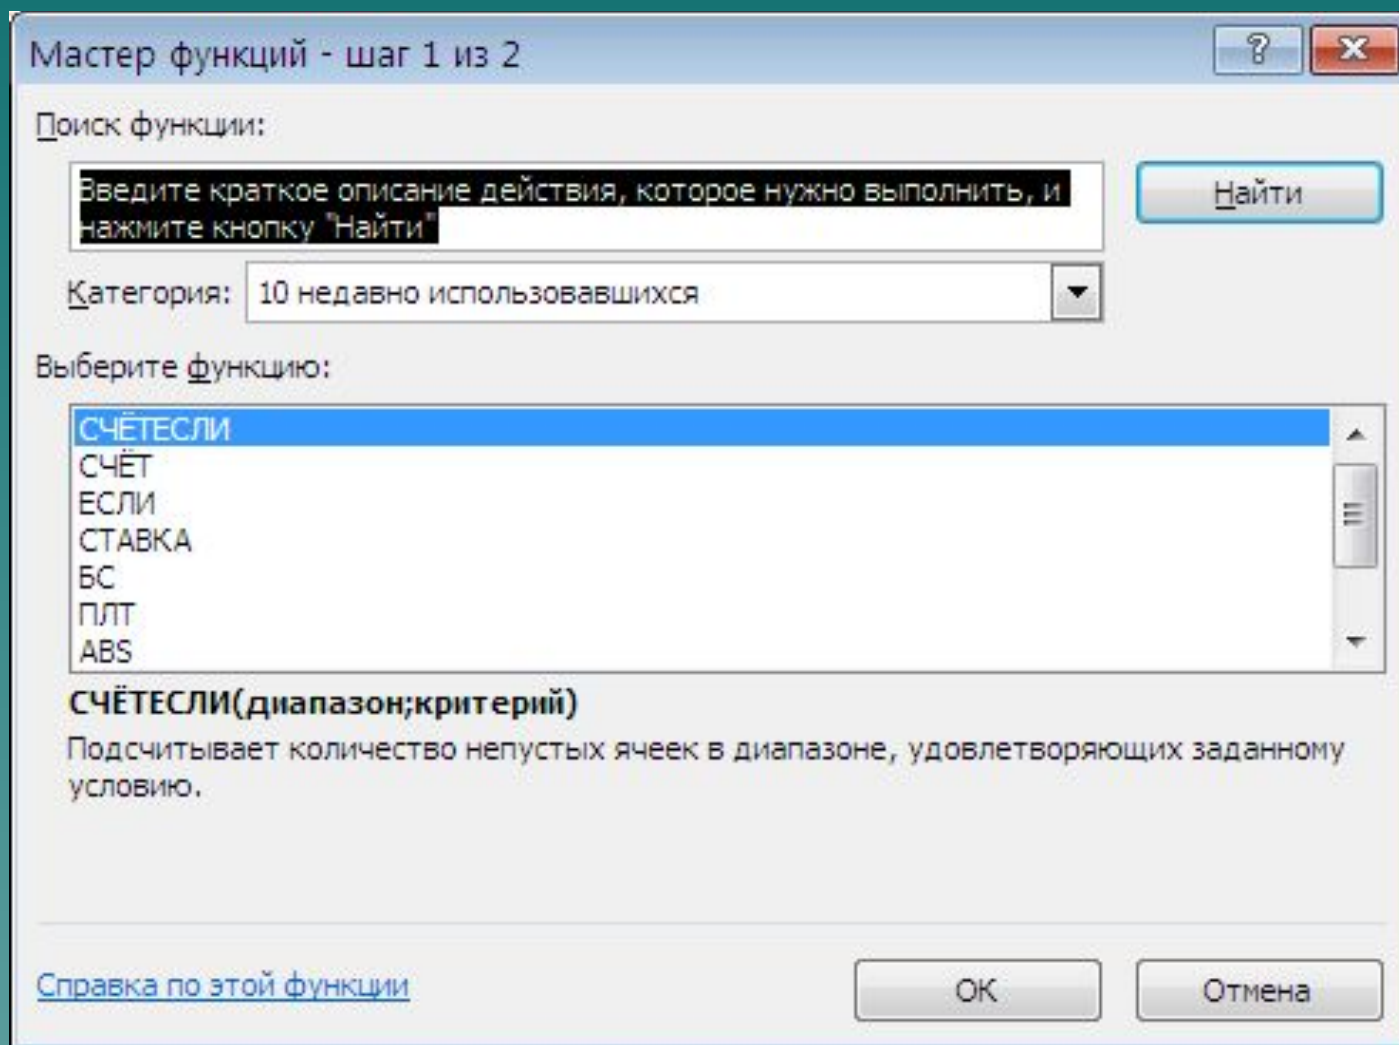 Мастер функций - шаг 1 из 2
?
Поиск функции:
Введите краткое описание действия, которое нужно выполнить, и
нажмите кнопку "Найти"
Найти
Категория: 10 недавно использовавшихся
Выберите функцию:
СЧЁТЕСЛИ
СЧЁТ
ЕСЛИ
СТАВКА
БС
ПЛТ
ABS
СЧЁТЕСЛИ(диапазон;критерий)
Подсчитывает количество непустых ячеек в диапазоне, удовлетворяющих заданному
условию.
Справка по этой функции
ОК
Отмена